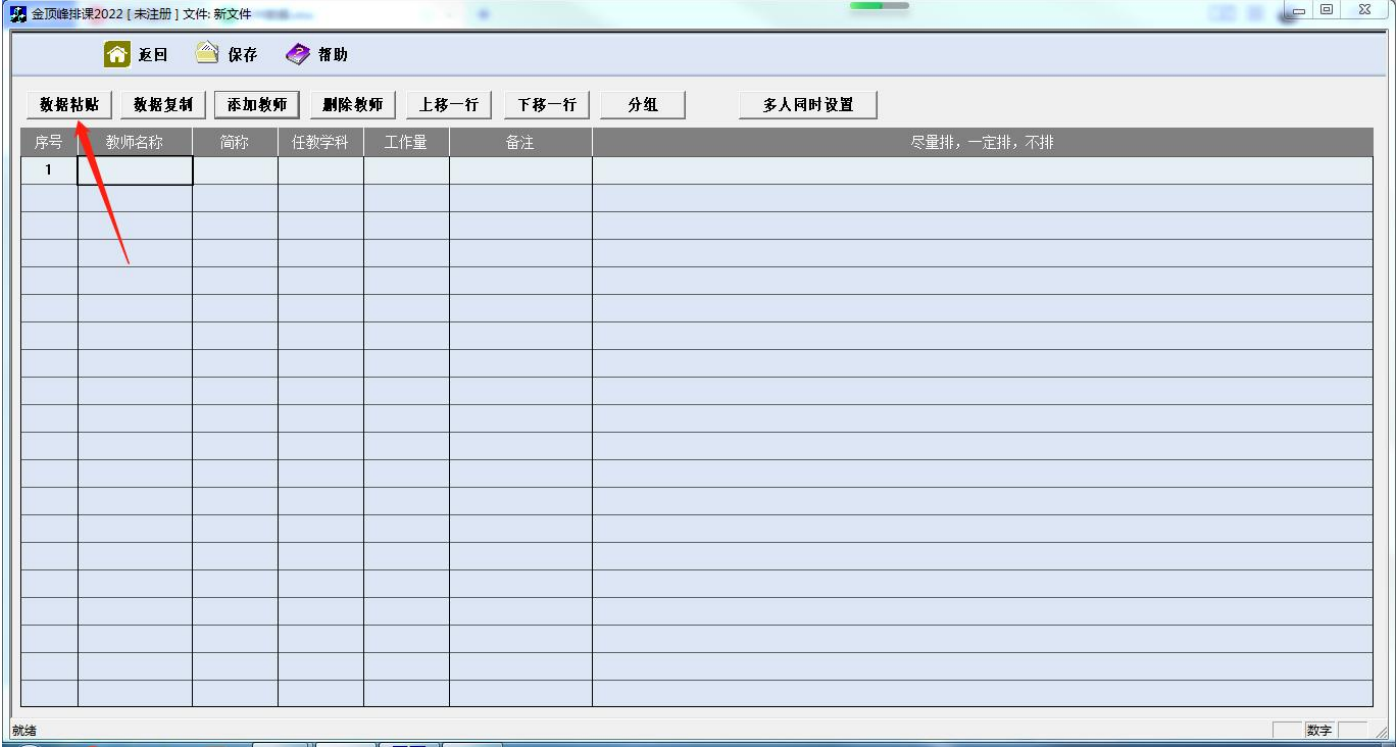 金顶峰排课2022 [ 未注册 ] 文件: 新文件
返回 保存 帮助
数据粘贴 数据复制 添加教师 删除教师 上移一行 下移一行 分组 多人同时设置
序号 教师名称 简称 任教学科 工作量 备注 尽量排，一定排，不排
1
就绪 数字